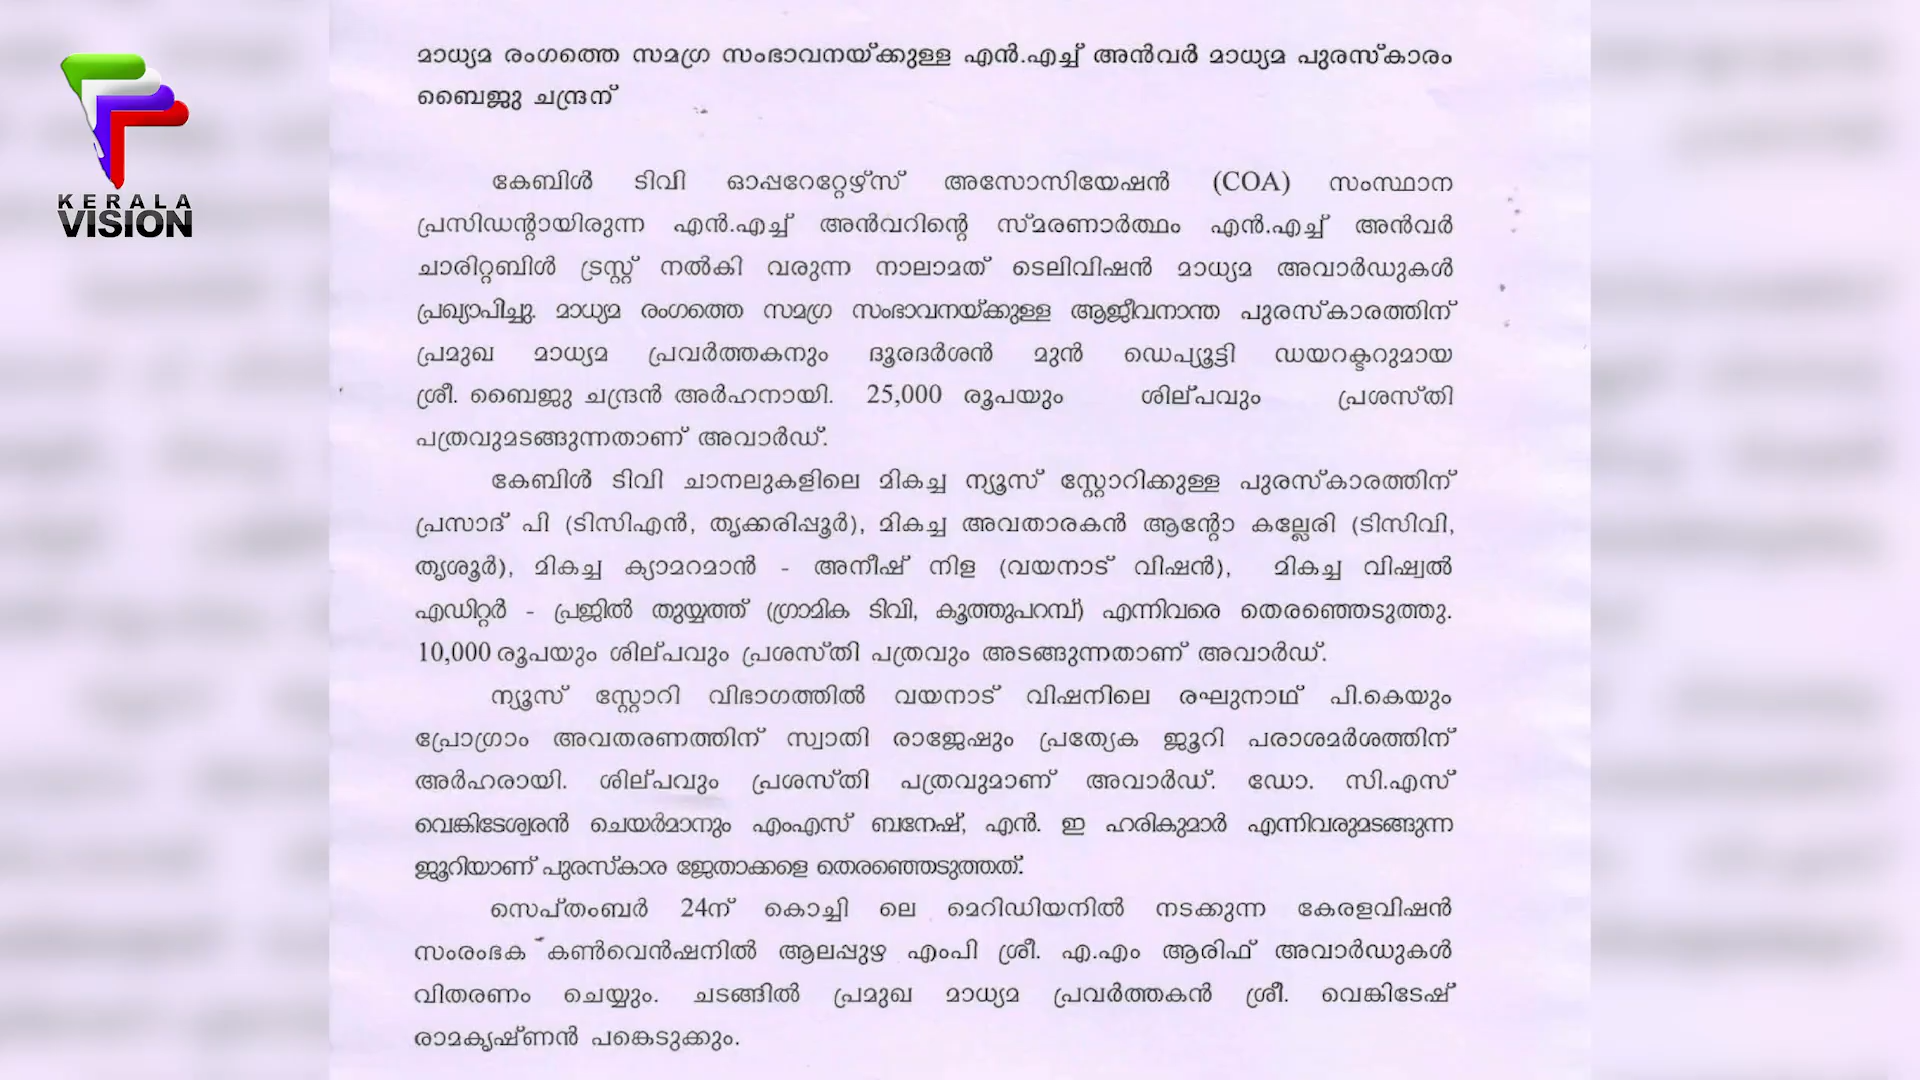 KERALA
VISION
മാധ്യമ രംഗത്തെ സമഗ്ര സംഭാവനയ്ക്കുള്ള എൻ.എച്ച് അൻവർ മാധ്യമ പുരസ്കാരം
ബൈജു ചന്ദ്രന്
കേബിൾ ടിവി ഓപ്പറേറ്റേഴ്സ് അസോസിയേഷൻ (COA) സംസ്ഥാന
പ്രസിഡന്റായിരുന്ന എൻ.എച്ച് അൻവറിന്റെ സ്മരണാർത്ഥം എൻ.എച്ച് അൻവർ
ചാരിറ്റബിൾ ട്രസ്റ്റ് നൽകി വരുന്ന നാലാമത് ടെലിവിഷൻ മാധ്യമ അവാർഡുകൾ
പ്രഖ്യാപിച്ചു. മാധ്യമ രംഗത്തെ സമഗ്ര സംഭാവനയ്ക്കുള്ള ആജീവനാന്ത പുരസ്കാരത്തിന്
പ്രമുഖ മാധ്യമ പ്രവർത്തകനും ദൂരദർശൻ മുൻ ഡെപ്യൂട്ടി ഡയറക്ടറുമായ
ശ്രീ. ബൈജു ചന്ദ്രൻ അർഹനായി. 25,000 രൂപയും ശില്പവും പ്രശസ്തി
പത്രവുമടങ്ങുന്നതാണ് അവാർഡ്.
കേബിൾ ടിവി ചാനലുകളിലെ മികച്ച ന്യൂസ് സ്റ്റോറിക്കുള്ള പുരസ്കാരത്തിന്
പ്രസാദ് പി (ടിസിഎൻ, തൃക്കരിപ്പൂർ), മികച്ച അവതാരകൻ ആന്റോ കല്ലേരി (ടിസിവി,
തൃശൂർ), മികച്ച ക്യാമറമാൻ - അനീഷ് നിള (വയനാട് വിഷൻ), മികച്ച വിഷ്വൽ
എഡിറ്റർ - പ്രജിൽ തുയ്യത്ത് (ഗ്രാമിക ടിവി, കൂത്തുപറമ്പ്) എന്നിവരെ തെരഞ്ഞെടുത്തു.
10,000 രൂപയും ശില്പവും പ്രശസ്തി പത്രവും അടങ്ങുന്നതാണ് അവാർഡ്.
ന്യൂസ് സ്റ്റോറി വിഭാഗത്തിൽ വയനാട് വിഷനിലെ രഘുനാഥ് പി.കെയും
പ്രോഗ്രാം അവതരണത്തിന് സ്വാതി രാജേഷും പ്രത്യേക ജൂറി പരാശമർശത്തിന്
അർഹരായി. ശില്പവും പ്രശസ്തി പത്രവുമാണ് അവാർഡ്. ഡോ. സി.എസ്
വെങ്കിടേശ്വരൻ ചെയർമാനും എംഎസ് ബനേഷ്, എൻ. ഇ ഹരികുമാർ എന്നിവരുമടങ്ങുന്ന
ജൂറിയാണ് പുരസ്കാര ജേതാക്കളെ തെരഞ്ഞെടുത്തത്.
സെപ്തംബർ 24ന് കൊച്ചി ലെ മെറിഡിയനിൽ നടക്കുന്ന കേരളവിഷൻ
സംരംഭക കൺവെൻഷനിൽ ആലപ്പുഴ എംപി ശ്രീ. എ.എം ആരിഫ് അവാർഡുകൾ
വിതരണം ചെയ്യും. ചടങ്ങിൽ പ്രമുഖ മാധ്യമ പ്രവർത്തകൻ ശ്രീ. വെങ്കിടേഷ്
രാമകൃഷ്ണൻ പങ്കെടുക്കും.